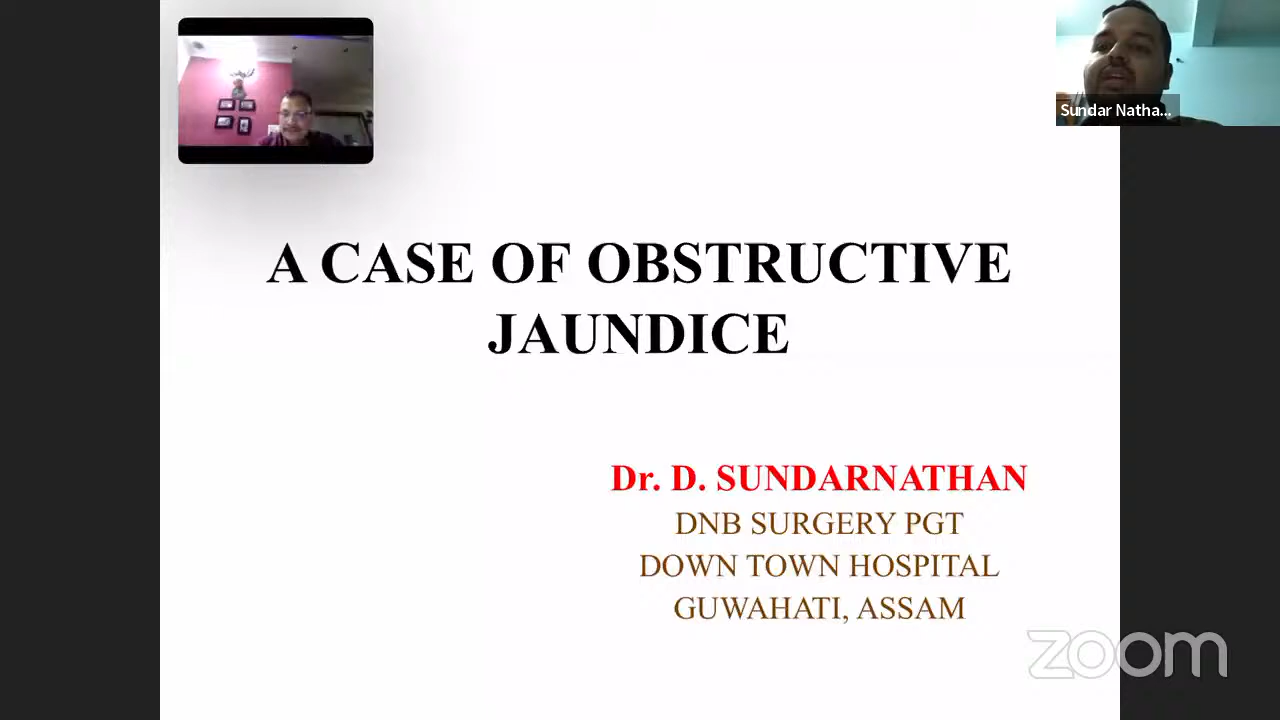 Sundar Natha...
A CASE OF OBSTRUCTIVE
JAUNDICE
Dr. D. SUNDARNATHAN
DNB SURGERY PGT
DOWN TOWN HOSPITAL
GUWAHATI, ASSAM
zoom